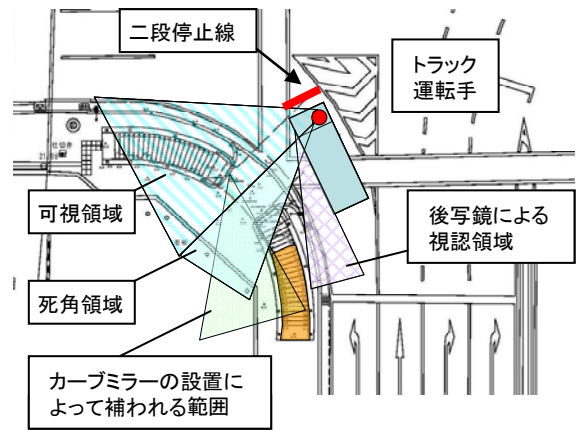 二段停止線
トラック
運転手
可視領域
後写鏡による
視認領域
死角領域
カーブミラーの設置に
よって補われる範囲